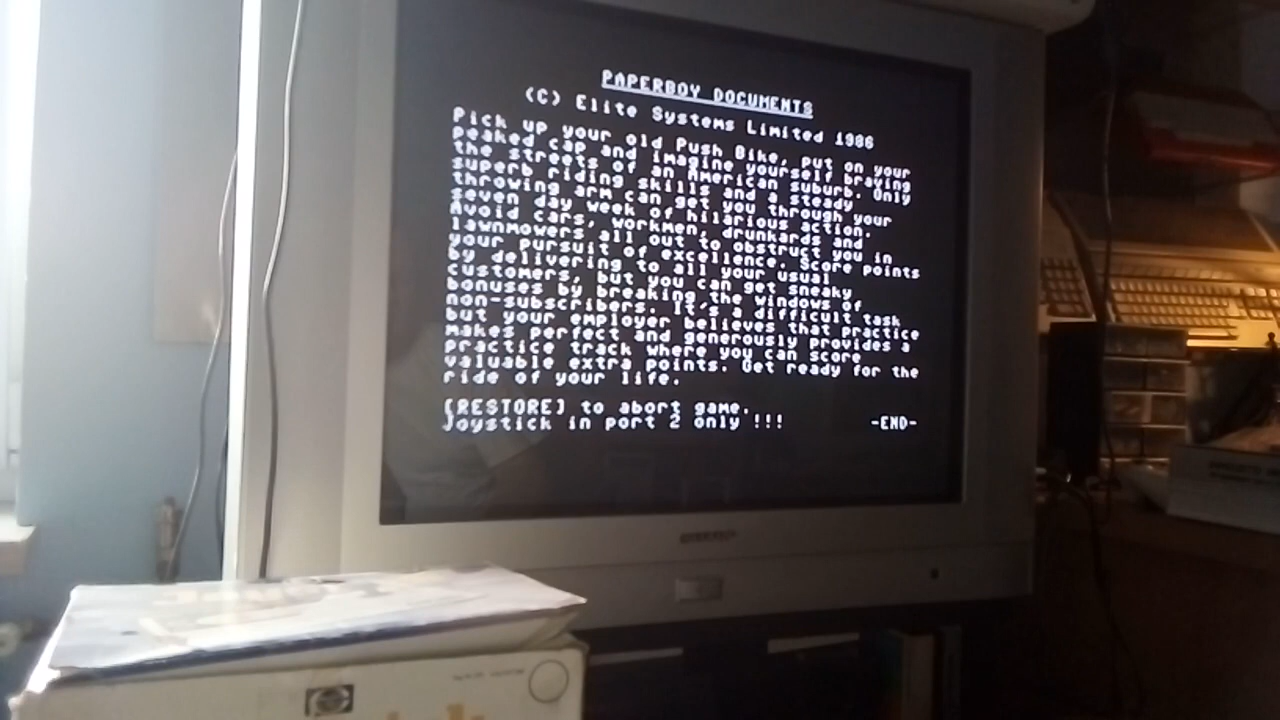 PAPERBOY DOCUMENTS
(C) Elite Systems Limited 1986
Pick up your old Push Bike, put on your
peaked cap and imagine yourself braving
the streets of an American suburb. Only
superb riding skills and a steady
throwing arm can get you through your
seven day week of hilarious action.
Avoid cars, workmen, drunkards and
lawnmowers all out to obstruct you in
your pursuit of excellence. Score points
by delivering to all your usual
customers, but you can get sneaky
bonuses by breaking the windows of
non-subscribers. It's a difficult task
but your employer believes that practice
makes perfect and generously provides a
practice track where you can score
valuable extra points. Get ready for the
ride of your life.
[RESTORE] to abort game.
Joystick in port 2 only !!! -END-
hp